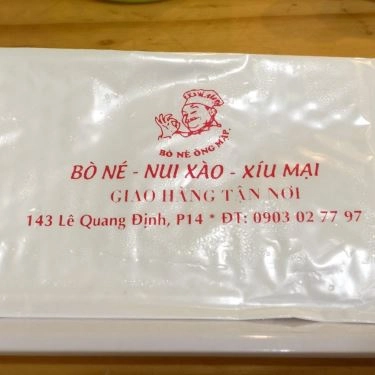 BÒ NÉ ÔNG MẬP
BÒ NÉ - NUI XÀO - XÍU MẠI
GIAO HÀNG TẬN NƠI
143 Lê Quang Định, P14 * ĐT: 0903 02 77 97